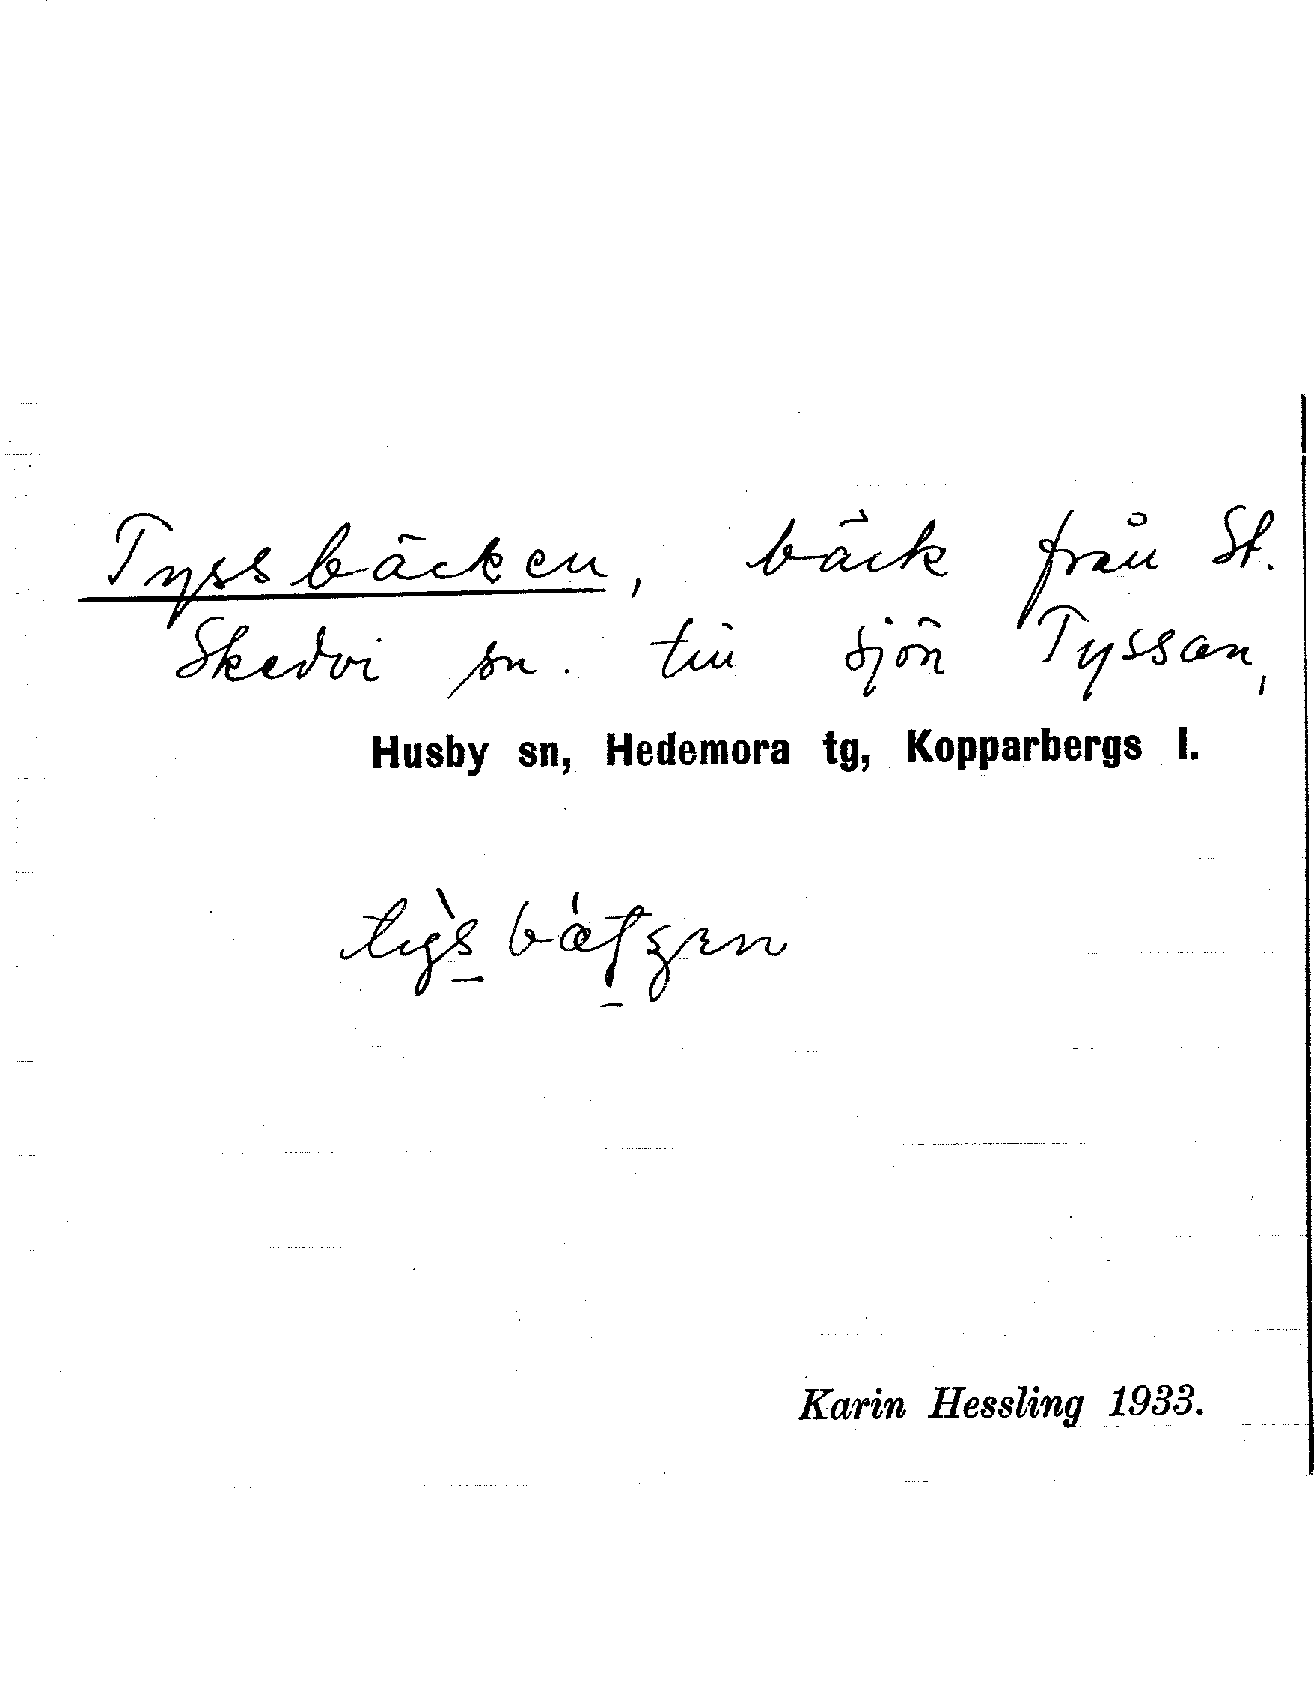 Tyssbäcken, bäck från St.
Skedvi sn. till sjön Tyssan,
Husby sn, Hedemora tg, Kopparbergs l.
Karin Hessling 1933.